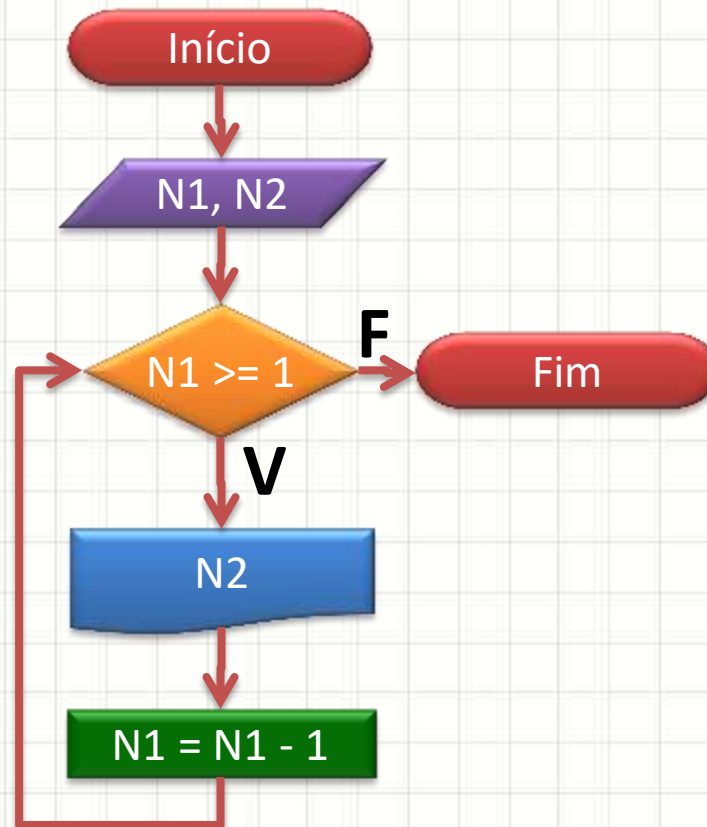 Início
N1, N2
N1 >= 1
F
Fim
V
N2
N1 = N1 - 1